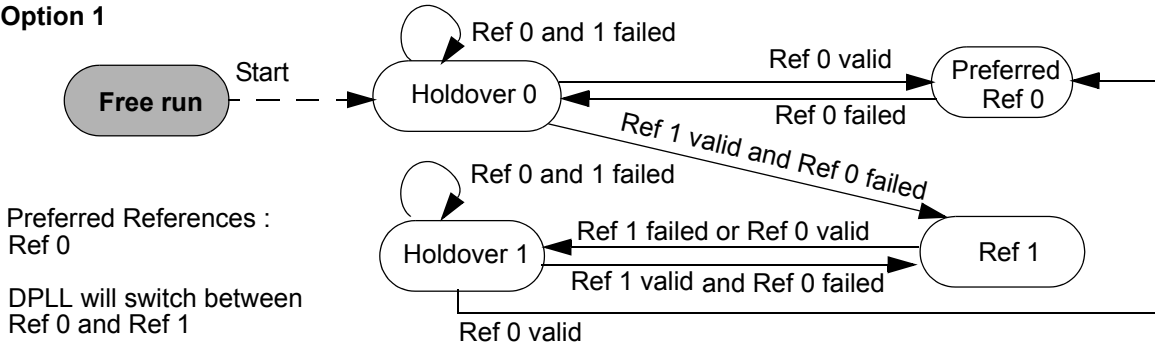 Option 1
Ref 0 and 1 failed
Start
Free run
Holdover 0
Ref 0 valid
Ref 0 failed
Preferred
Ref 0
Ref 1 valid and Ref 0 failed
Ref 0 and 1 failed
Preferred References :
Ref 0
Holdover 1
Ref 1 failed or Ref 0 valid
Ref 1 valid and Ref 0 failed
Ref 1
DPLL will switch between
Ref 0 and Ref 1
Ref 0 valid